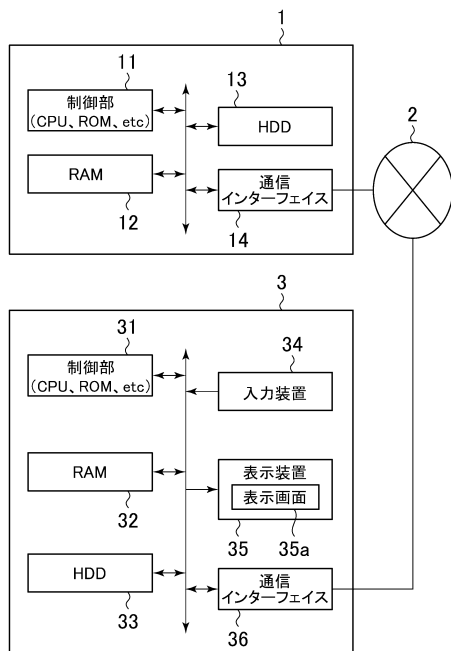 1
11
制御部
(CPU、ROM、etc)
13
HDD
2
RAM
12
通信
インターフェイス
14
3
31
制御部
(CPU、ROM、etc)
34
入力装置
RAM
32
表示装置
表示画面
35
35a
HDD
33
通信
インターフェイス
36